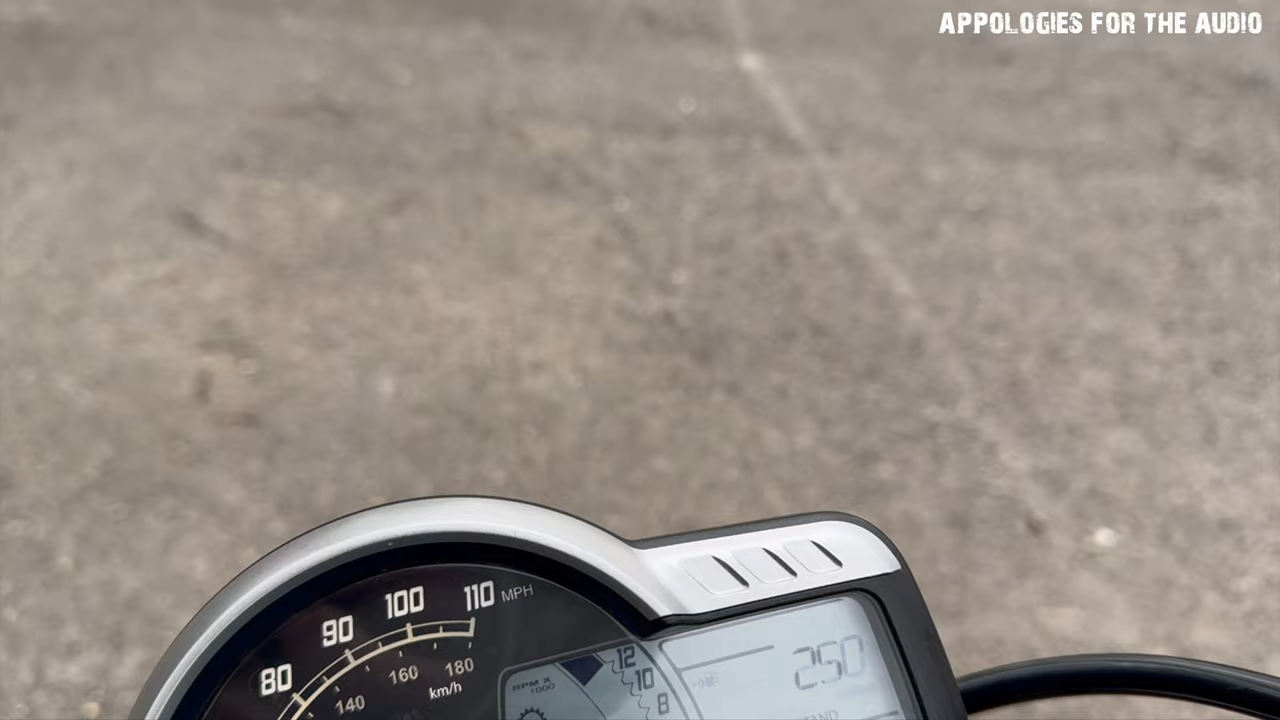 APPOLOGIES FOR THE AUDIO
80
90
100
110 MPH
140
160
180
km/h
RPM X
1000
12
10
8
250